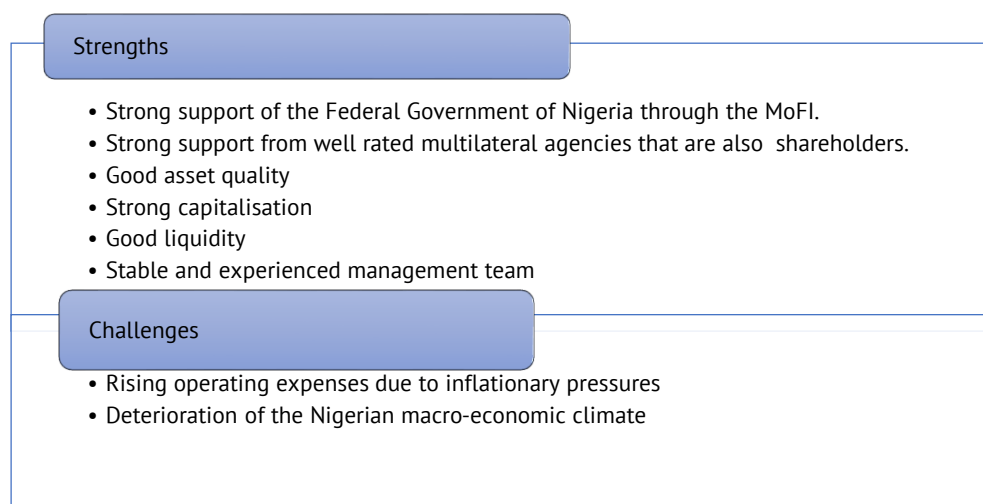 Strengths
• Strong support of the Federal Government of Nigeria through the MoFI.
• Strong support from well rated multilateral agencies that are also  shareholders.
• Good asset quality
• Strong capitalisation
• Good liquidity
• Stable and experienced management team
Challenges
• Rising operating expenses due to inflationary pressures
• Deterioration of the Nigerian macro-economic climate